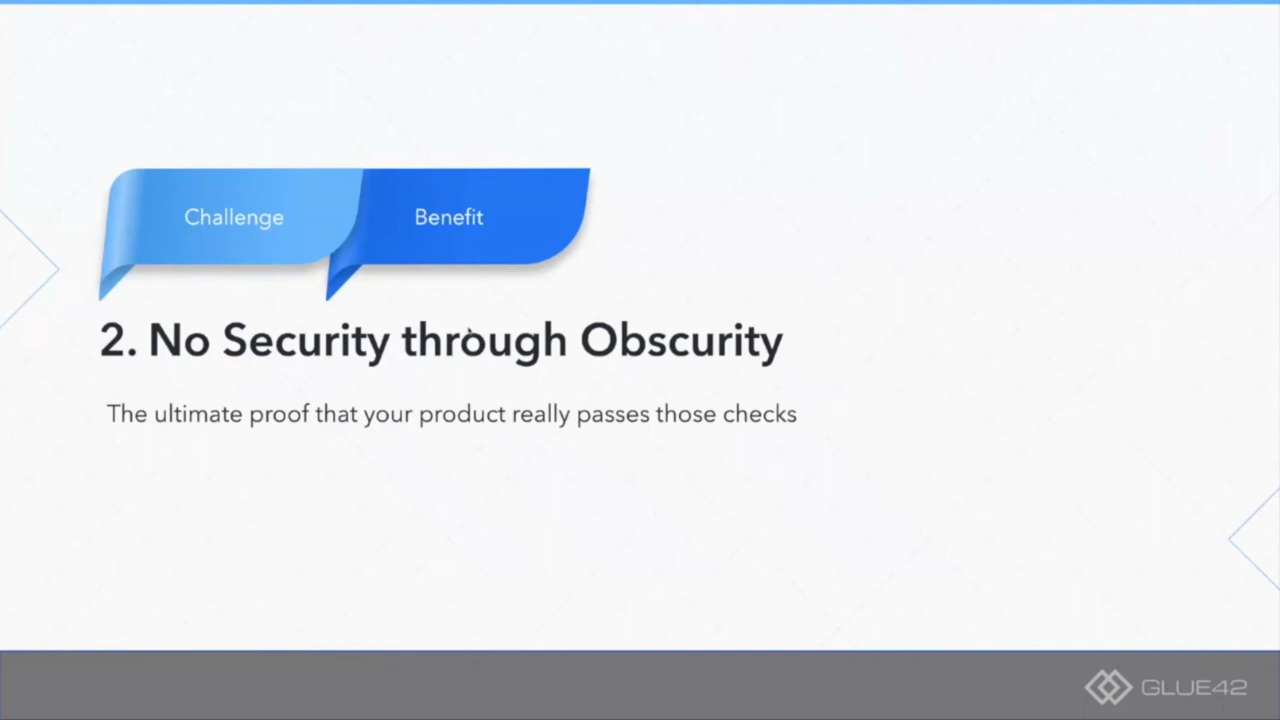 Challenge
Benefit
2. No Security through Obscurity
The ultimate proof that your product really passes those checks
GLUE42